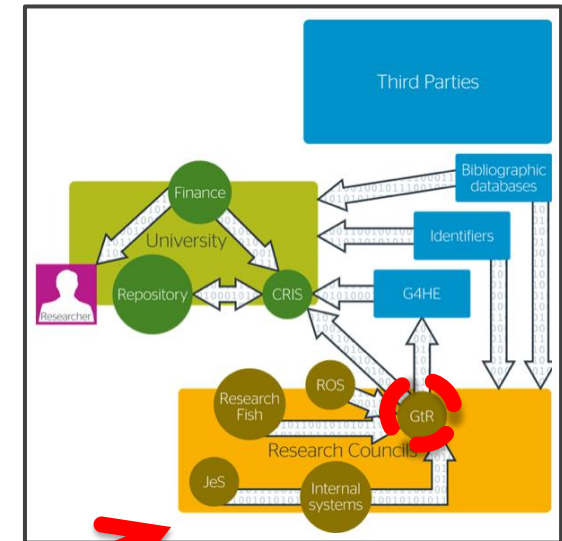 Third Parties
Bibliographic
databases
Finance
University
Identifiers
Researcher
Repository
CRIS
G4HE
ROS
Research
Fish
GtR
Research Councils
JeS
Internal
systems